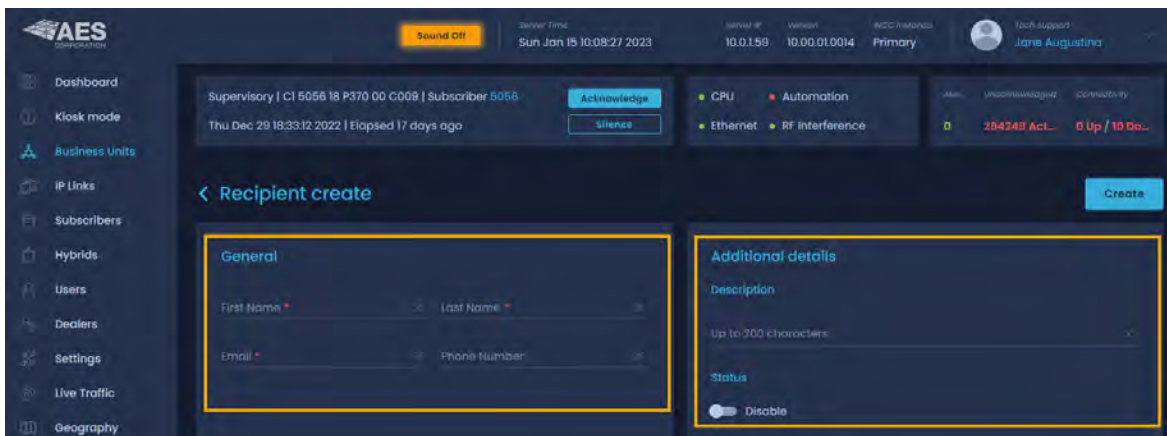 AES
CORPORATION
Sound Off
Server Time
Sun Jan 15 10:08:27 2023
Server IP
10.0.1.59
Version
10.00.01.0014
NCC Instance
Primary
Tech support
Jane Augustina
Dashboard
Kiosk mode
Business Units
IP Links
Subscribers
Hybrids
Users
Dealers
Settings
Live Traffic
Geography
Supervisory | C1 5056 18 P370 00 C009 | Subscriber 5056
Acknowledge
Thu Dec 29 18:33:12 2022 | Elapsed 17 days ago
Silence
CPU
Automation
Ethernet
RF Interference
Unacknowledged
Connectivity
0
284248 Act...
0 Up / 10 Do...
< Recipient create
Create
General
First Name *
Last Name *
Email *
Phone Number
Additional details
Description
Up to 200 characters
Status
Disable